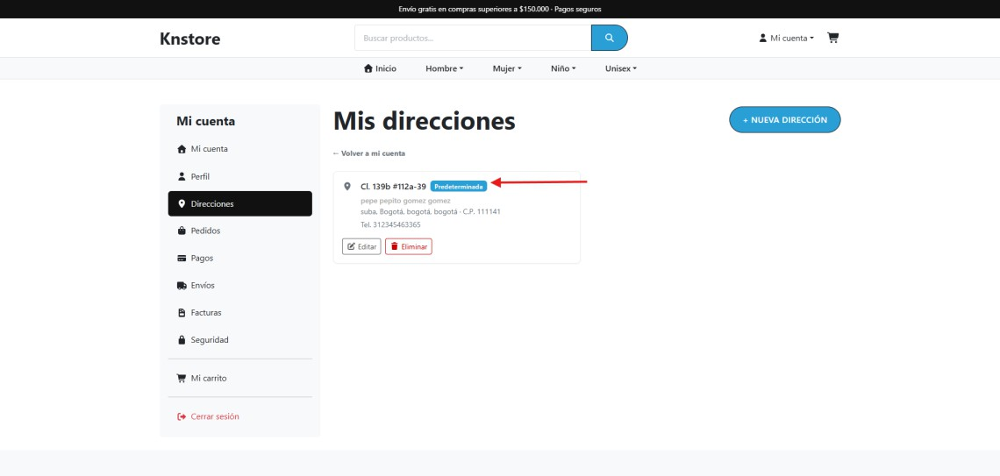 Envío gratis en compras superiores a $150.000 · Pagos seguros
Knstore
Buscar productos...
Mi cuenta
Inicio
Hombre
Mujer
Niño
Unisex
Mi cuenta
Mi cuenta
Perfil
Direcciones
Pedidos
Pagos
Envíos
Facturas
Seguridad
Mi carrito
Cerrar sesión
Mis direcciones
+ NUEVA DIRECCIÓN
← Volver a mi cuenta
Cl. 139b #112a-39 Predeterminada
pepe pepito gomez gomez
suba, Bogotá, bogotá, bogotá · C.P. 111141
Tel. 312345463365
Editar
Eliminar